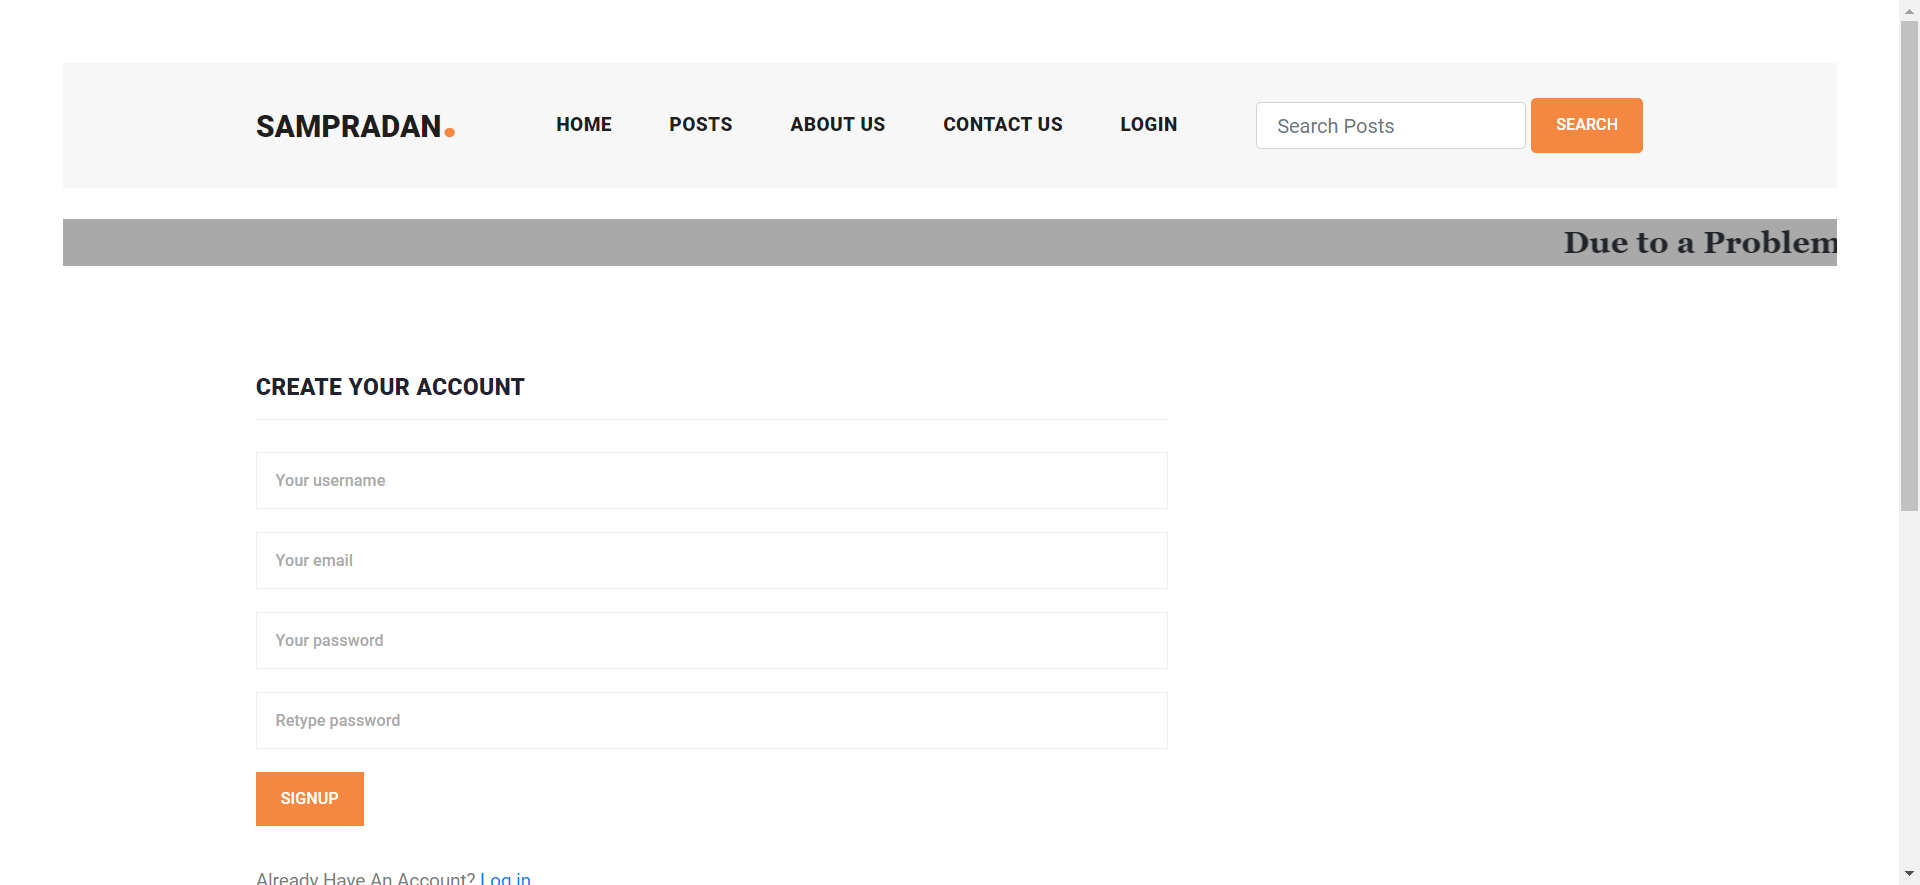 SAMPRADAN.
HOME POSTS ABOUT US CONTACT US LOGIN Search Posts SEARCH
Due to a Problem
CREATE YOUR ACCOUNT
Your username
Your email
Your password
Retype password
SIGNUP
Already Have An Account? Log in